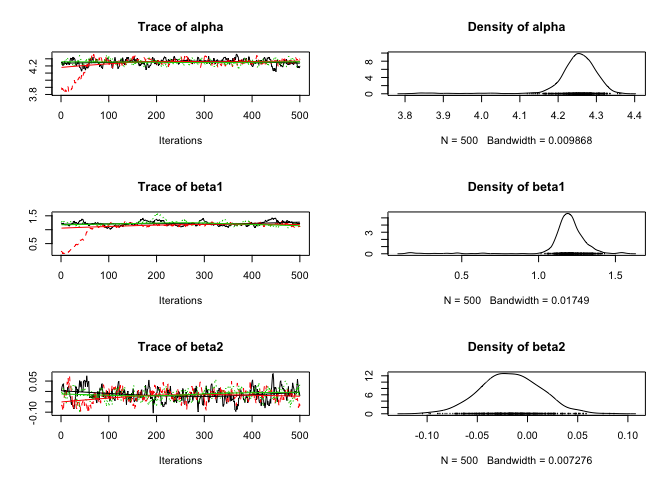 Trace of alpha
4.2
3.8
0 100 200 300 400 500
Iterations
Density of alpha
8
4
0
3.8 3.9 4.0 4.1 4.2 4.3 4.4
N = 500 Bandwidth = 0.009868
Trace of beta1
1.5
0.5
0 100 200 300 400 500
Iterations
Density of beta1
3
0
0.5 1.0 1.5
N = 500 Bandwidth = 0.01749
Trace of beta2
0.05
-0.10
0 100 200 300 400 500
Iterations
Density of beta2
12
8
4
0
-0.10 -0.05 0.00 0.05 0.10
N = 500 Bandwidth = 0.007276